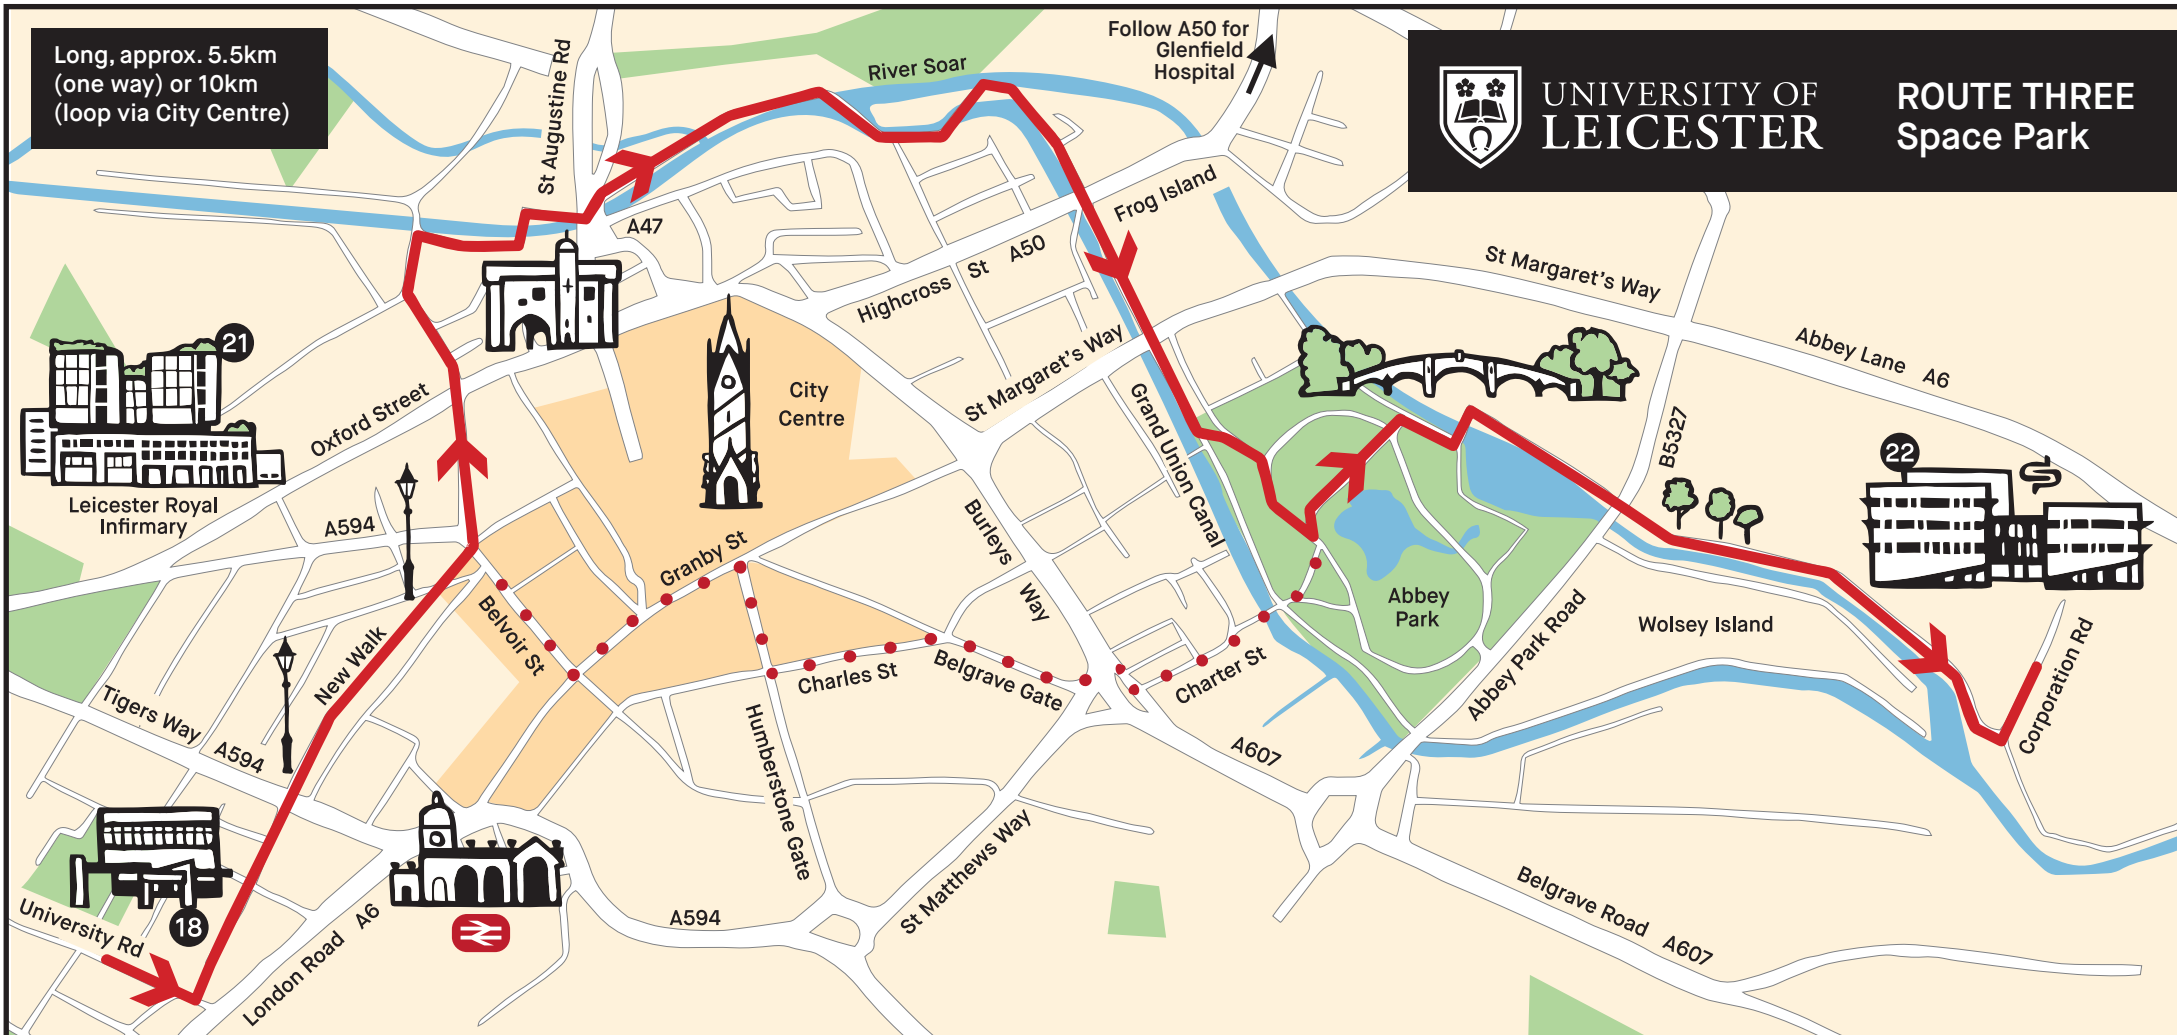 Long, approx. 5.5km
(one way) or 10km
(loop via City Centre)
St Augustine Rd
River Soar
Follow A50 for
Glenfield
Hospital
UNIVERSITY OF
LEICESTER
ROUTE THREE
Space Park
A47
Frog Island
Highcross St A50
St Margaret's Way
St Margaret's Way
Abbey Lane A6
21
Leicester Royal
Infirmary
Oxford Street
City
Centre
Grand Union Canal
B5327
22
A594
Granby St
Burleys Way
Belvoir St
New Walk
Abbey
Park
Wolsey Island
Abbey Park Road
Corporation Rd
Charles St
Belgrave Gate
Charter St
Tigers Way A594
Humberstone Gate
A607
18
University Rd
London Road A6
A594
St Matthews Way
Belgrave Road A607